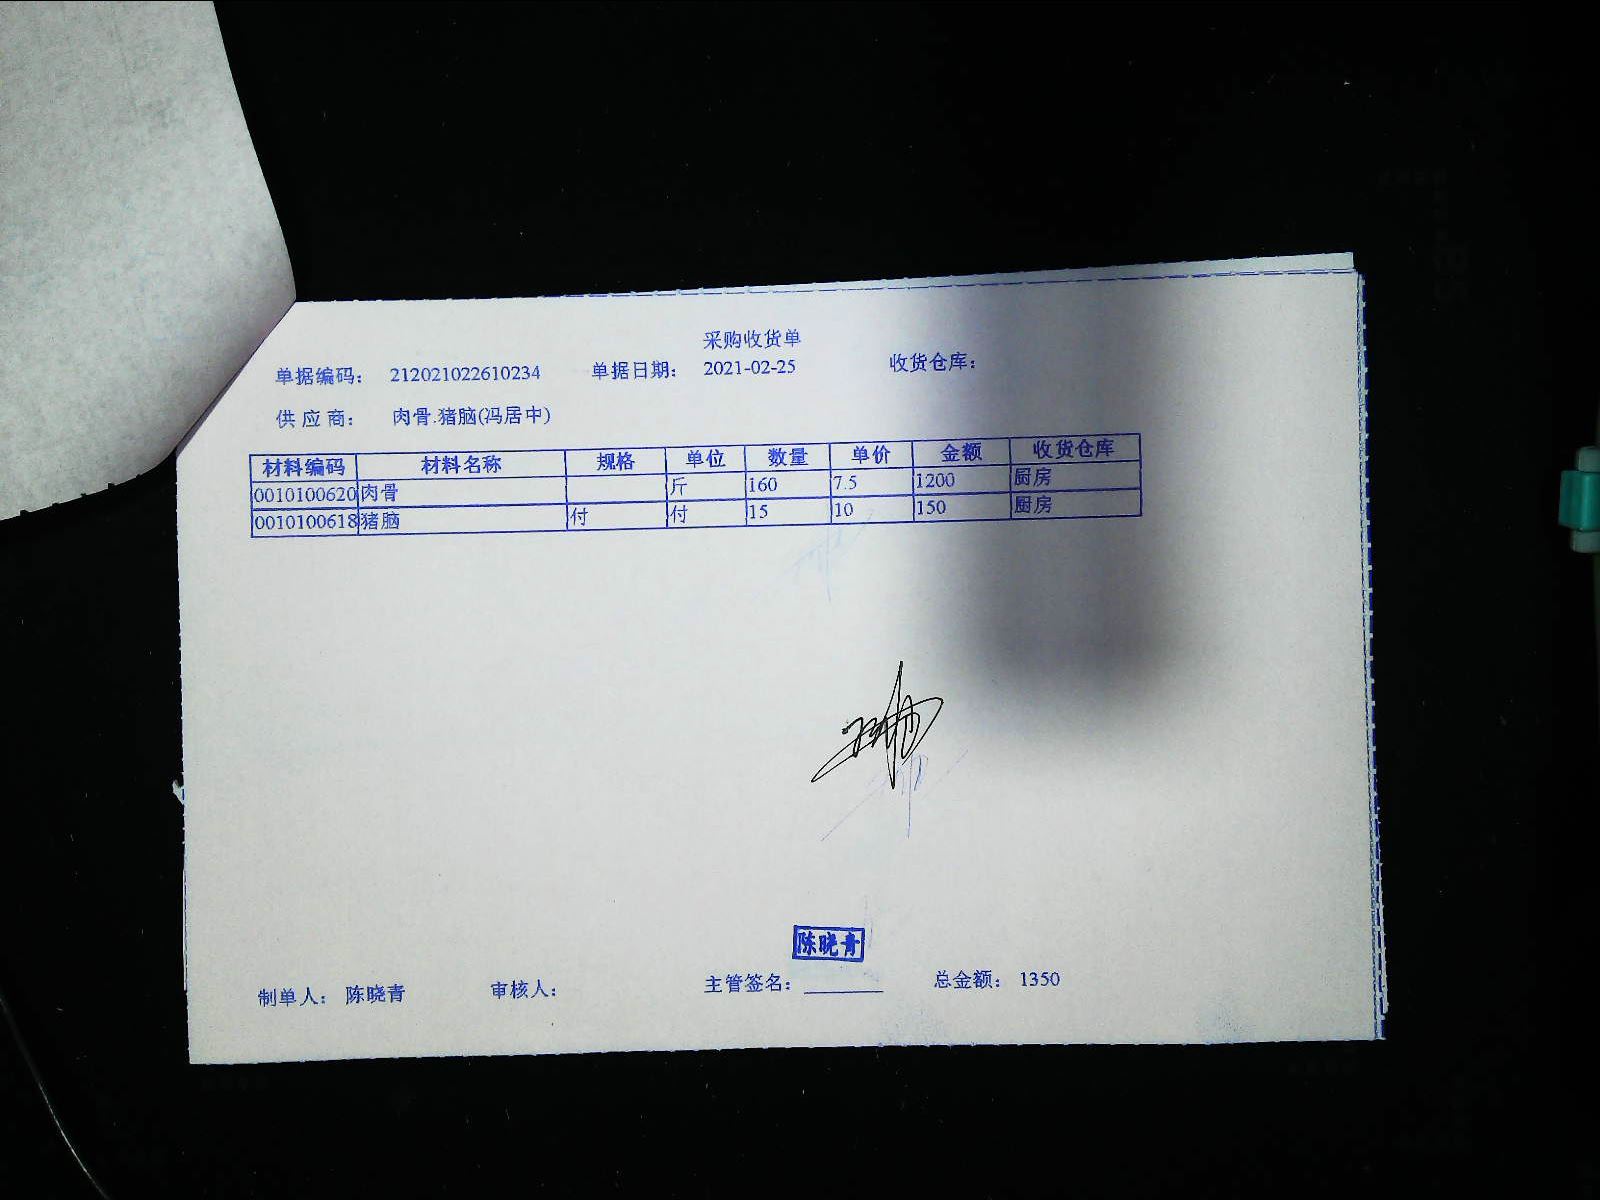 采购收货单
单据编码： 212021022610234 单据日期： 2021-02-25 收货仓库：
供应商： 肉骨.猪脑(冯居中)
材料编码 材料名称 规格 单位 数量 单价 金额 收货仓库
0010100620 肉骨 斤 160 7.5 1200 厨房
0010100618 猪脑 付 付 15 10 150 厨房
陈晓青
制单人： 陈晓青 审核人： 主管签名： 总金额： 1350